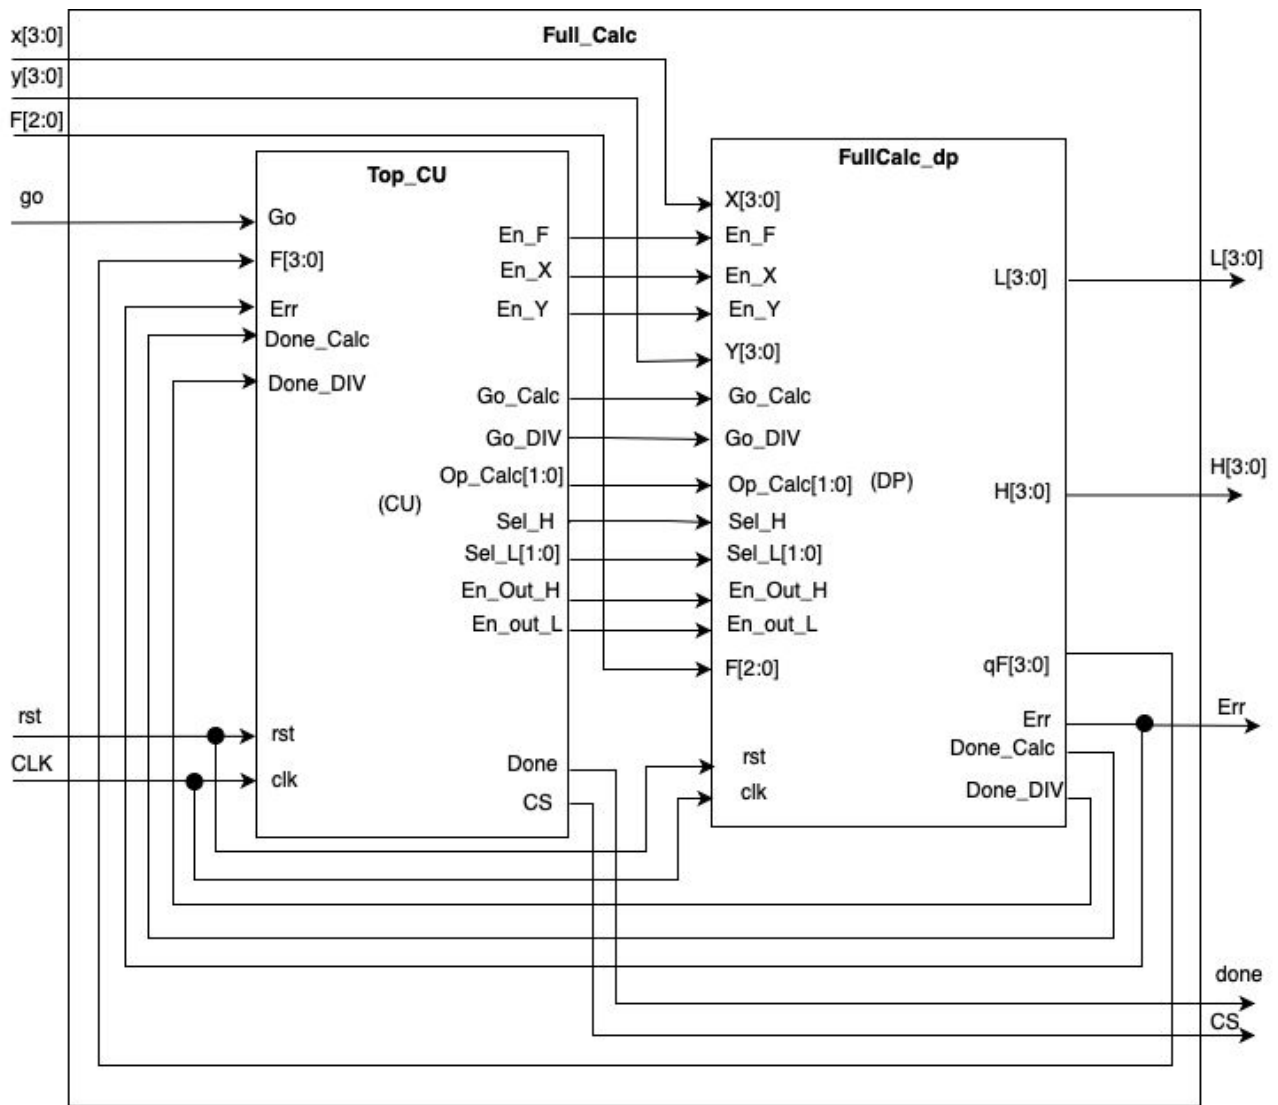 x[3:0]
Full_Calc
y[3:0]
F[2:0]
go
Top_CU
Go
F[3:0]
Err
Done_Calc
Done_DIV
En_F
En_X
En_Y
Go_Calc
Go_DIV
Op_Calc[1:0]
(CU)
Sel_H
Sel_L[1:0]
En_Out_H
En_out_L
rst
CLK
rst
clk
Done
CS
FullCalc_dp
X[3:0]
En_F
En_X
En_Y
Y[3:0]
Go_Calc
Go_DIV
Op_Calc[1:0]
(DP)
Sel_H
Sel_L[1:0]
En_Out_H
En_out_L
F[2:0]
rst
clk
L[3:0]
H[3:0]
qF[3:0]
Err
Done_Calc
Done_DIV
L[3:0]
H[3:0]
Err
done
CS